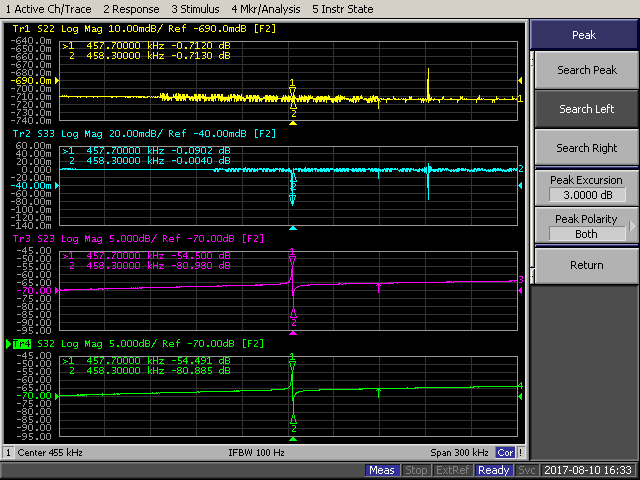 1 Active Ch/Trace 2 Response 3 Stimulus 4 Mkr/Analysis 5 Instr State
Tr1 S22 Log Mag 10.00mdB/ Ref -690.0mdB [F2]
-640.0m
-650.0m
-660.0m
-670.0m
-680.0m
-690.0m
-700.0m
-710.0m
-720.0m
-730.0m
-740.0m
>1 457.70000 kHz -0.7120 dB
2 458.30000 kHz -0.7130 dB
1
2
1
Tr2 S33 Log Mag 20.00mdB/ Ref -40.00mdB [F2]
60.00m
40.00m
20.00m
0.000
-20.00m
-40.00m
-60.00m
-80.00m
-100.0m
-120.0m
-140.0m
>1 457.70000 kHz -0.0902 dB
2 458.30000 kHz -0.0040 dB
2
2
Tr3 S23 Log Mag 5.000dB/ Ref -70.00dB [F2]
-45.00
-50.00
-55.00
-60.00
-65.00
-70.00
-75.00
-80.00
-85.00
-90.00
-95.00
>1 457.70000 kHz -54.500 dB
2 458.30000 kHz -80.980 dB
1
2
3
Tr4 S32 Log Mag 5.000dB/ Ref -70.00dB [F2]
-45.00
-50.00
-55.00
-60.00
-65.00
-70.00
-75.00
-80.00
-85.00
-90.00
-95.00
>1 457.70000 kHz -54.491 dB
2 458.30000 kHz -80.885 dB
1
2
4
1 Center 455 kHz IFBW 100 Hz Span 300 kHz Cor !
Peak
Search Peak
Search Left
Search Right
Peak Excursion
3.0000 dB
Peak Polarity
Both
Return
Meas Stop ExtRef Ready Svc 2017-08-10 16:33